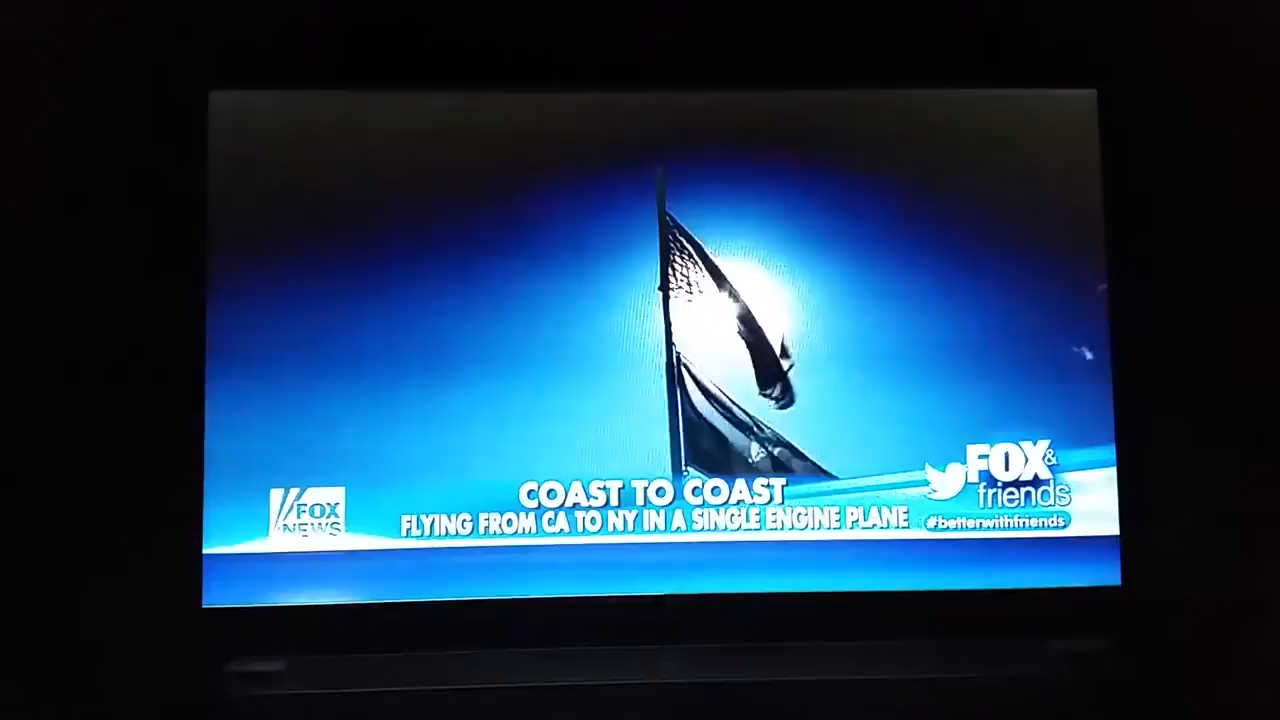 COAST TO COAST
FLYING FROM CA TO NY IN A SINGLE ENGINE PLANE
FOX
NEWS
FOX&
friends
#betterwithfriends